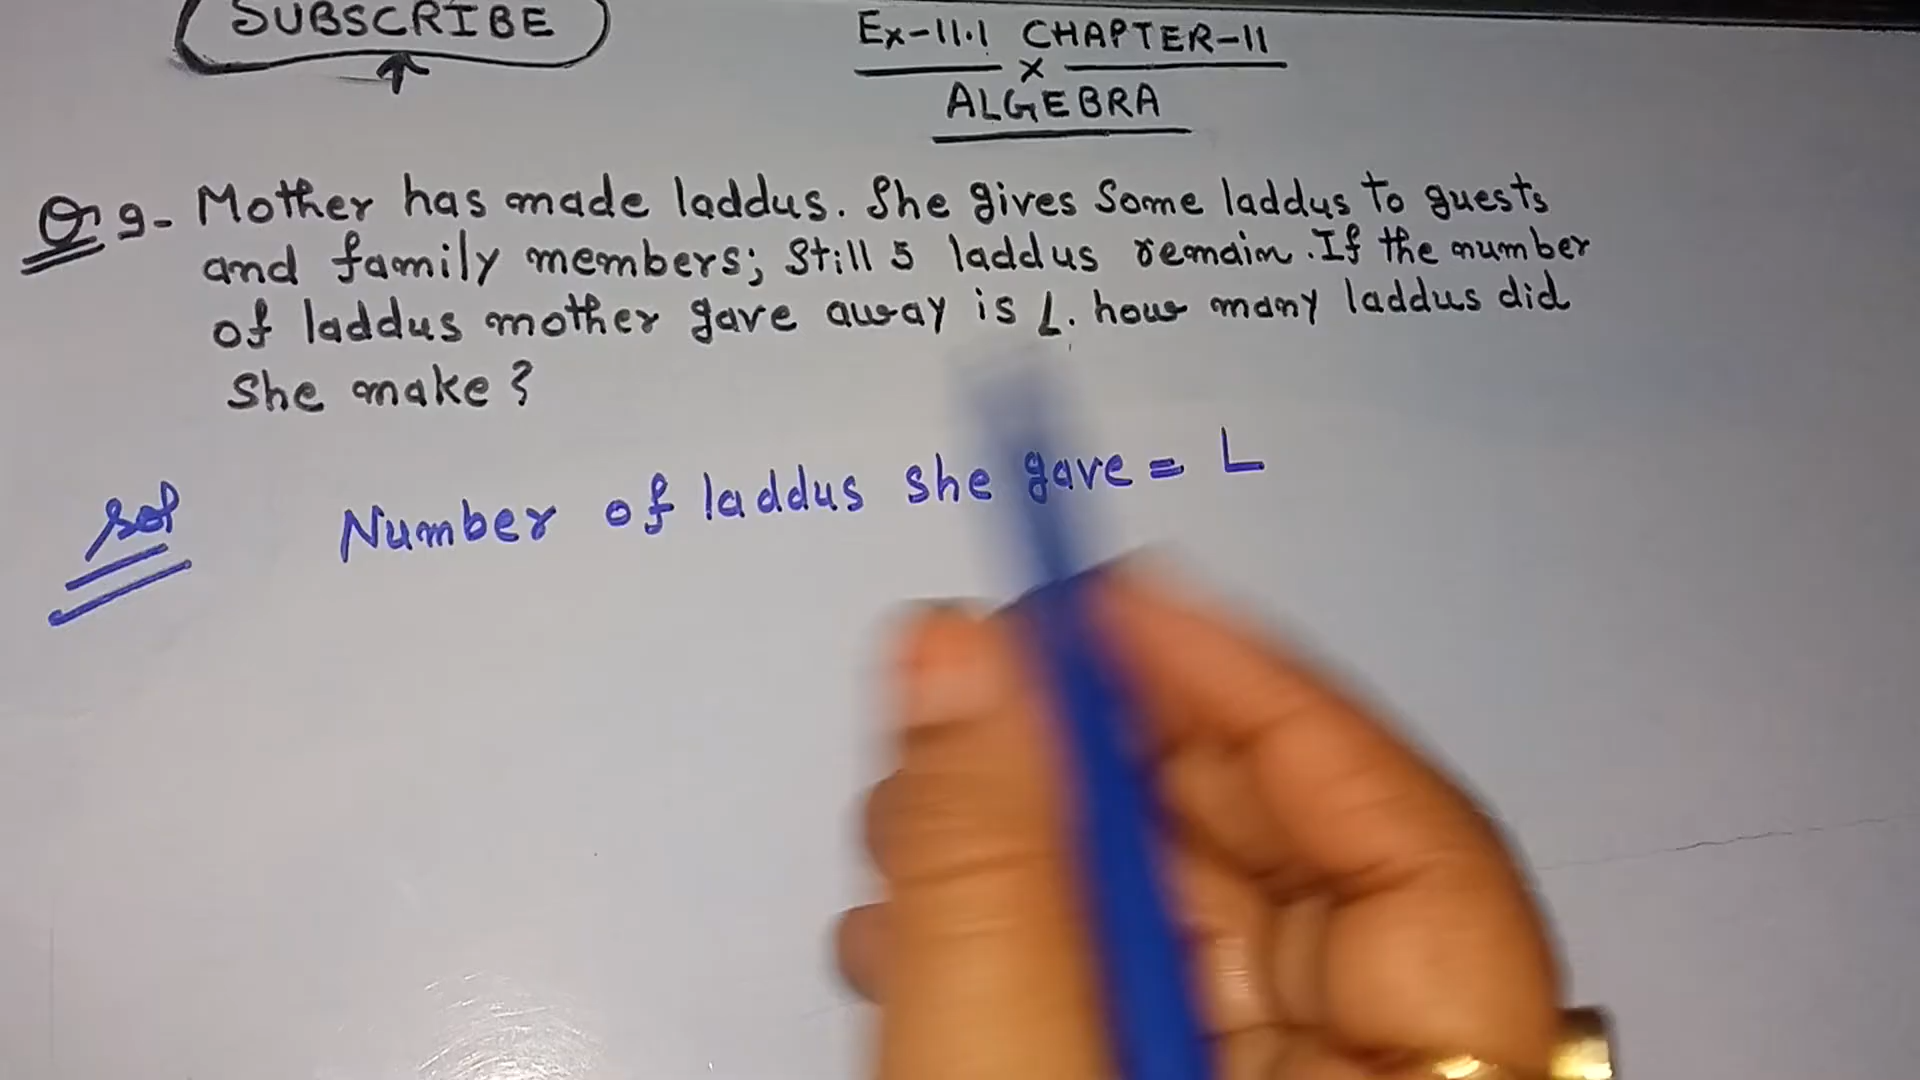 SUBSCRIBE
Ex-11.1 CHAPTER-11
x
ALGEBRA
Q 9- Mother has made laddus. She gives Some laddus to guests
and family members; Still 5 laddus remain. If the number
of laddus mother gave away is L. how many laddus did
She make?
Sol Number of laddus she gave = L